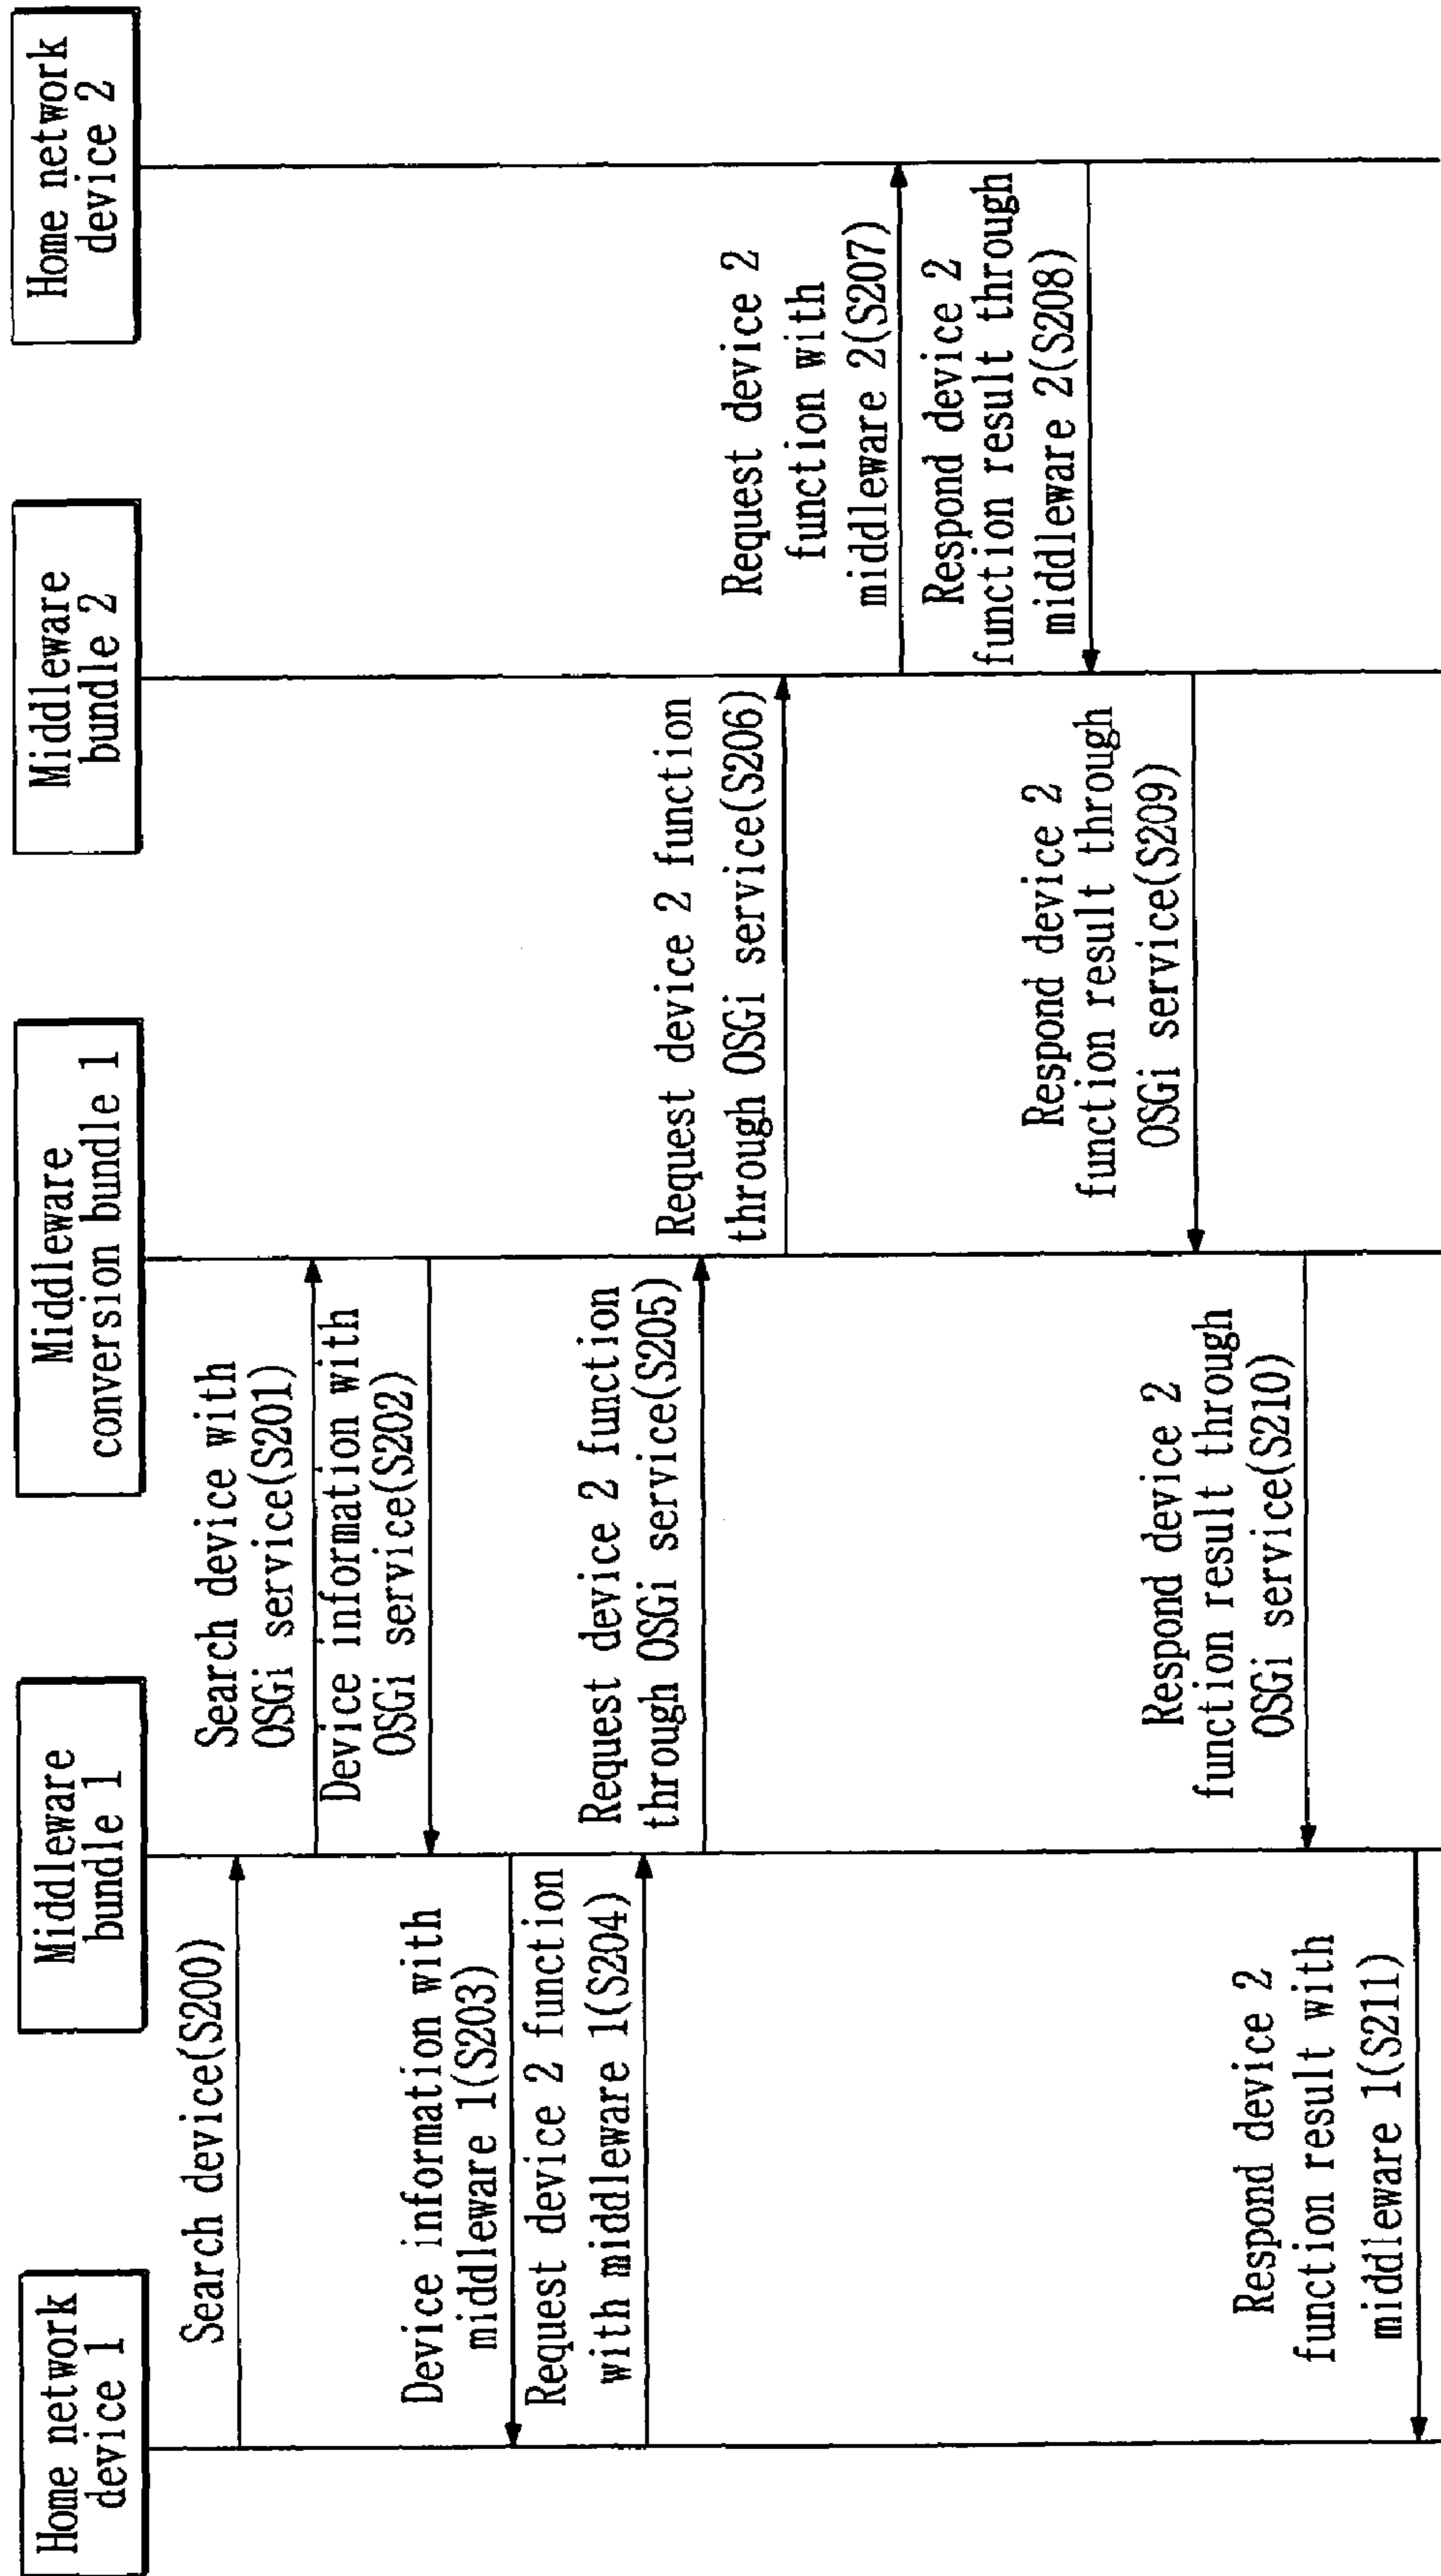 Home network
device 1
Middleware
bundle 1
Middleware
conversion bundle 1
Middleware
bundle 2
Home network
device 2
Search device(S200)
Search device with
OSGi service(S201)
Device information with
OSGi service(S202)
Device information with
middleware 1(S203)
Request device 2 function
with middleware 1(S204)
Request device 2 function
through OSGi service(S205)
Request device 2 function
through OSGi service(S206)
Request device 2
function with
middleware 2(S207)
Respond device 2
function result through
middleware 2(S208)
Respond device 2
function result through
OSGi service(S209)
Respond device 2
function result through
OSGi service(S210)
Respond device 2
function result with
middleware 1(S211)